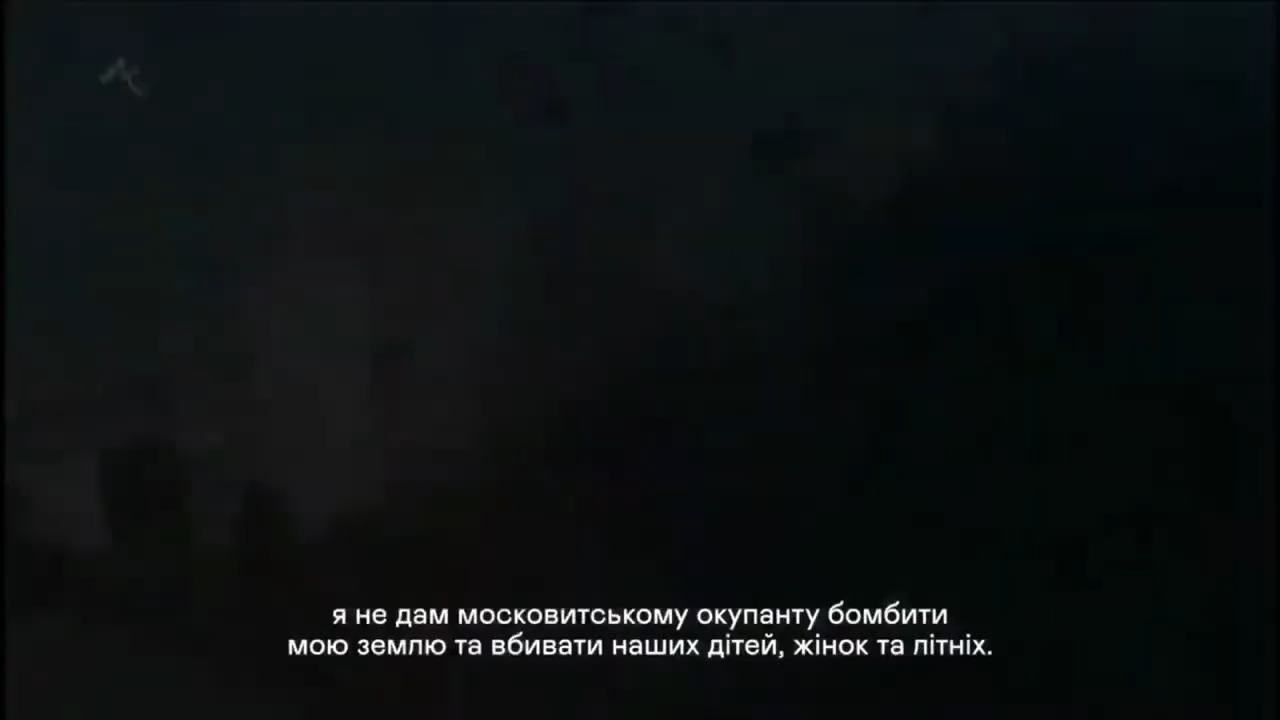 я не дам московитському окупанту бомбити
мою землю та вбивати наших дітей, жінок та літніх.